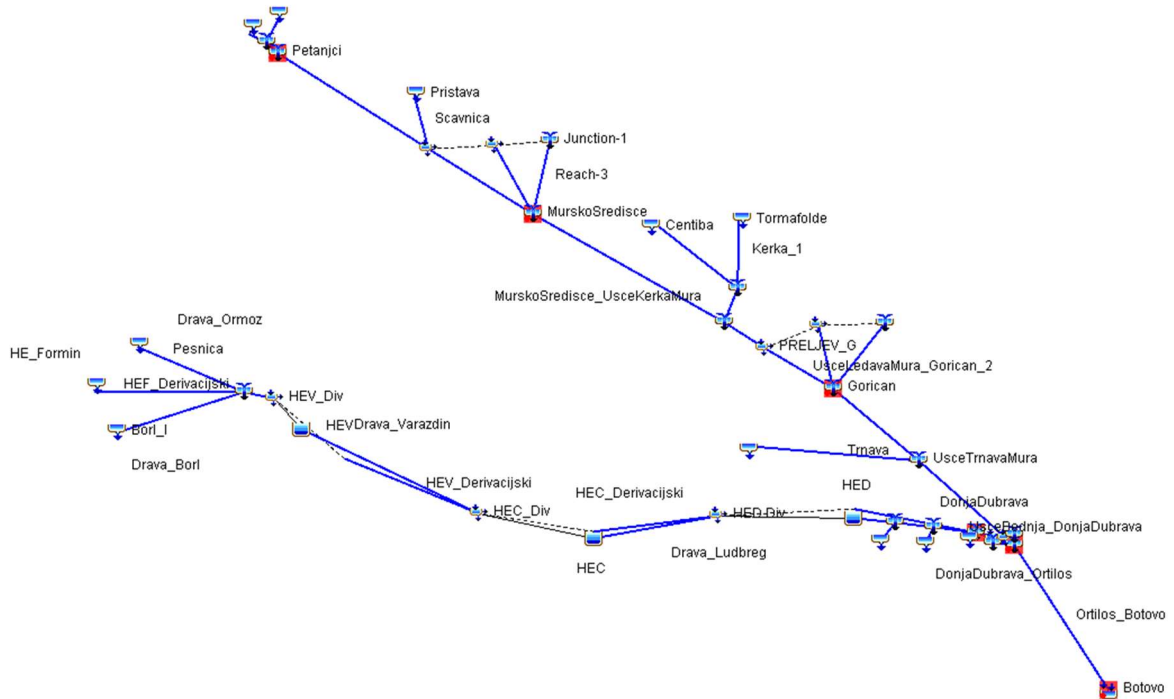 Petanjci
Pristava
Scavnica
Junction-1
Reach-3
MurskoSredisce
Tormafolde
Centiba
Kerka_1
MurskoSredisce_UsceKerkaMura
Drava_Ormoz
PRELJEV_G
HE_Formin
Pesnica
UsceLedavaMura_Gorican_2
HEF_Derivacijski
Gorican
HEV_Div
Borl_I
HEVDrava_Varazdin
Trnava
UsceTrnavaMura
Drava_Borl
HEV_Derivacijski
HEC_Derivacijski
HED
DonjaDubrava
HEC_Div
HED Div
UsceBednja_DonjaDubrava
Drava_Ludbreg
HEC
DonjaDubrava_Ortilos
Ortilos_Botovo
Botovo